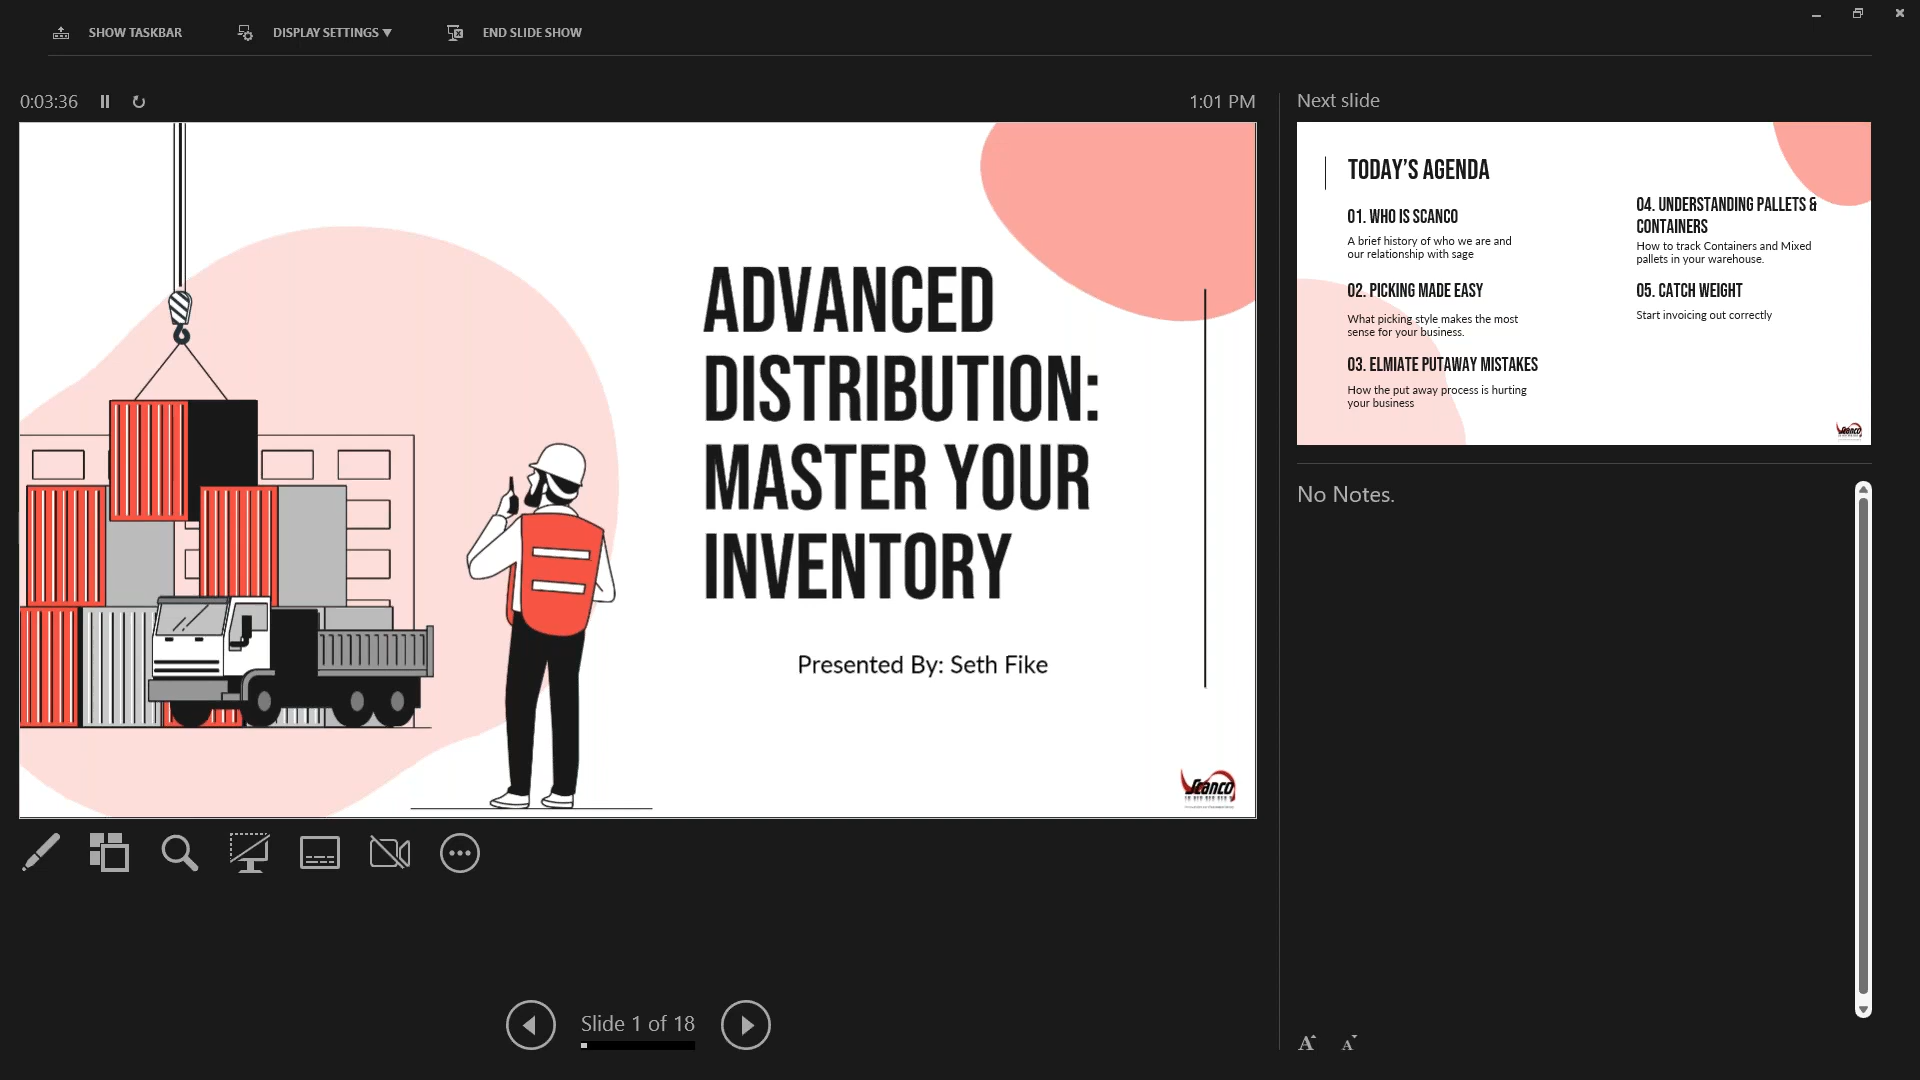 SHOW TASKBAR
DISPLAY SETTINGS ▼
END SLIDE SHOW
0:03:36
1:01 PM
ADVANCED
DISTRIBUTION:
MASTER YOUR
INVENTORY
Presented By: Seth Fike
Scanco
Slide 1 of 18
Next slide
TODAY’S AGENDA
01. WHO IS SCANCO
A brief history of who we are and
our relationship with sage
02. PICKING MADE EASY
What picking style makes the most
sense for your business.
03. ELMIATE PUTAWAY MISTAKES
How the put away process is hurting
your business
04. UNDERSTANDING PALLETS &
CONTAINERS
How to track Containers and Mixed
pallets in your warehouse.
05. CATCH WEIGHT
Start invoicing out correctly
Scanco
No Notes.
A A